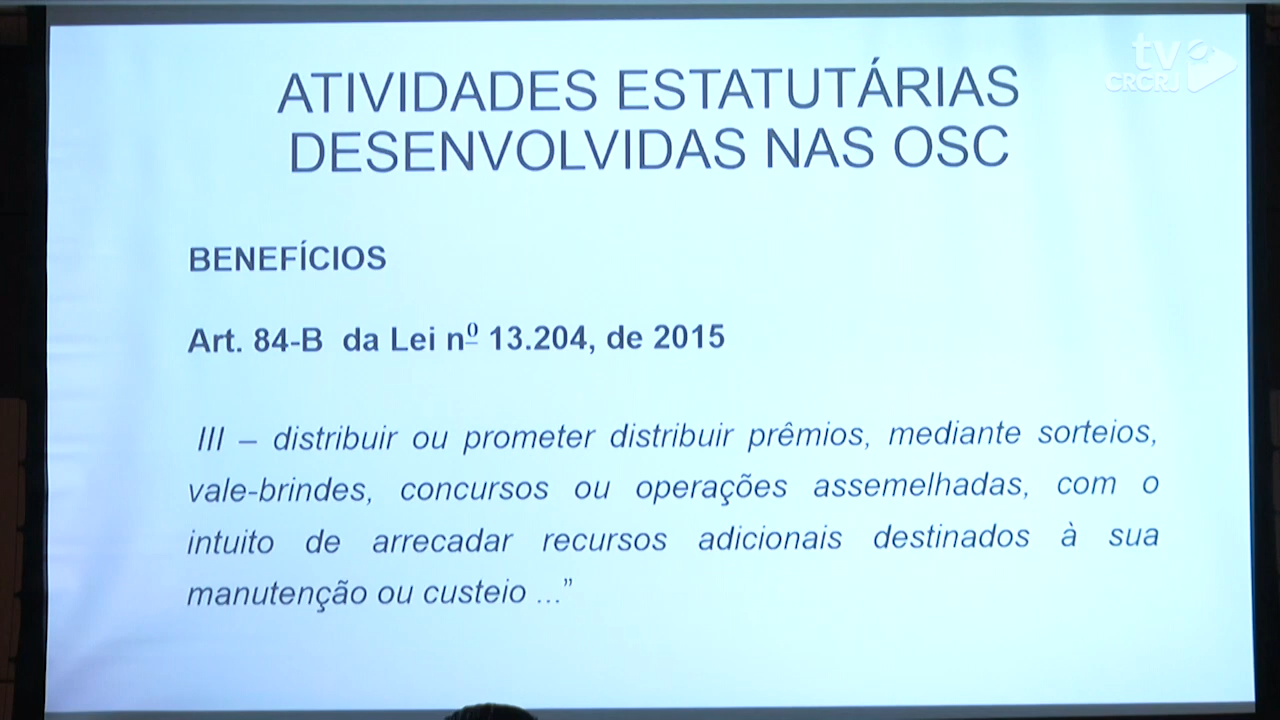 tv
CRCRJ
ATIVIDADES ESTATUTÁRIAS
DESENVOLVIDAS NAS OSC
BENEFÍCIOS
Art. 84-B da Lei nº 13.204, de 2015
III – distribuir ou prometer distribuir prêmios, mediante sorteios,
vale-brindes, concursos ou operações assemelhadas, com o
intuito de arrecadar recursos adicionais destinados à sua
manutenção ou custeio ...”